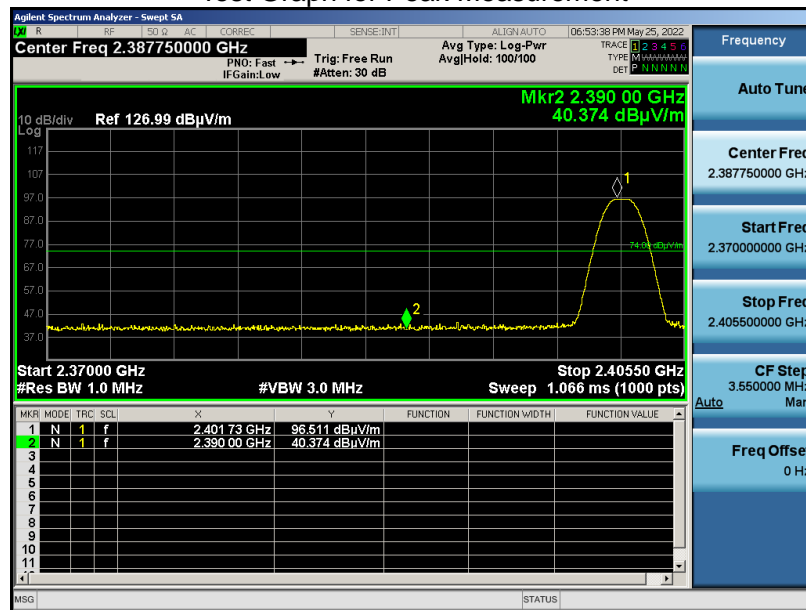 Test Graph for Peak Measurement
Agilent Spectrum Analyzer - Swept SA
LXI R RF 50 Ω AC CORREC SENSE:INT ALIGN AUTO 06:53:38 PM May 25, 2022
Center Freq 2.387750000 GHz
PNO: Fast Trig: Free Run
IFGain:Low #Atten: 30 dB
Avg Type: Log-Pwr
Avg|Hold: 100/100
TRACE 1 2 3 4 5 6
TYPE M WWWWW
DET P N N N N N
Mkr2 2.390 00 GHz
40.374 dBµV/m
10 dB/div Ref 126.99 dBµV/m
Log
117
107
97.0
87.0
77.0
67.0
57.0
47.0
37.0
1
2
Start 2.37000 GHz Stop 2.40550 GHz
#Res BW 1.0 MHz #VBW 3.0 MHz Sweep 1.066 ms (1000 pts)
MKR MODE TRC SCL X Y FUNCTION FUNCTION WIDTH FUNCTION VALUE
1 N 1 f 2.401 73 GHz 96.511 dBµV/m
2 N 1 f 2.390 00 GHz 40.374 dBµV/m
3
4
5
6
7
8
9
10
11
MSG STATUS
Frequency
Auto Tune
Center Freq
2.387750000 GHz
Start Freq
2.370000000 GHz
Stop Freq
2.405500000 GHz
CF Step
3.550000 MHz
Auto Man
Freq Offset
0 Hz